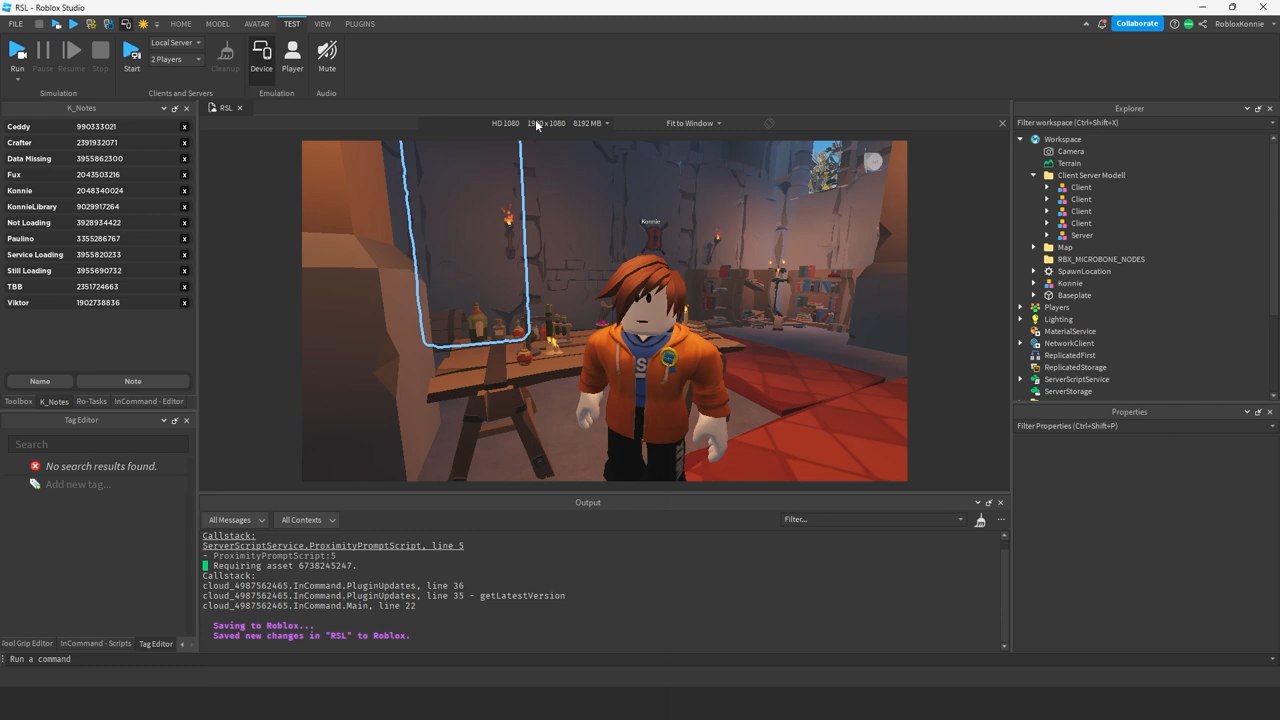 RSL - Roblox Studio
FILE HOME MODEL AVATAR TEST VIEW PLUGINS Collaborate RobloxKonnie
Run Pause Resume Stop Start Local Server 2 Players Cleanup Device Player Mute
Simulation Clients and Servers Emulation Audio
K_Notes
Ceddy 990333021 x
Crafter 2391932071 x
Data Missing 3955862300 x
Fux 2043503216 x
Konnie 2048340024 x
KonnieLibrary 9029917264 x
Not Loading 3928934422 x
Paulino 3355286767 x
Service Loading 3955820233 x
Still Loading 3955690732 x
TBB 2351724663 x
Viktor 1902738836 x
Name Note
Toolbox K_Notes Ro-Tasks InCommand - Editor
Tag Editor
Search
No search results found.
Add new tag...
Tool Grip Editor InCommand - Scripts Tag Editor
RSL
HD 1080 1920 x 1080 8192 MB Fit to Window
Konnie
Output
All Messages All Contexts Filter...
Callstack:
ServerScriptService.ProximityPromptScript, line 5
- ProximityPromptScript:5
Requiring asset 6738245247.
Callstack:
cloud_4987562465.InCommand.PluginUpdates, line 36
cloud_4987562465.InCommand.PluginUpdates, line 35 - getLatestVersion
cloud_4987562465.InCommand.Main, line 22
Saving to Roblox...
Saved new changes in "RSL" to Roblox.
Explorer
Filter workspace (Ctrl+Shift+X)
Workspace
Camera
Terrain
Client Server Modell
Client
Client
Client
Client
Server
Map
RBX_MICROBONE_NODES
SpawnLocation
Konnie
Baseplate
Players
Lighting
MaterialService
NetworkClient
ReplicatedFirst
ReplicatedStorage
ServerScriptService
ServerStorage
Properties
Filter Properties (Ctrl+Shift+P)
Run a command